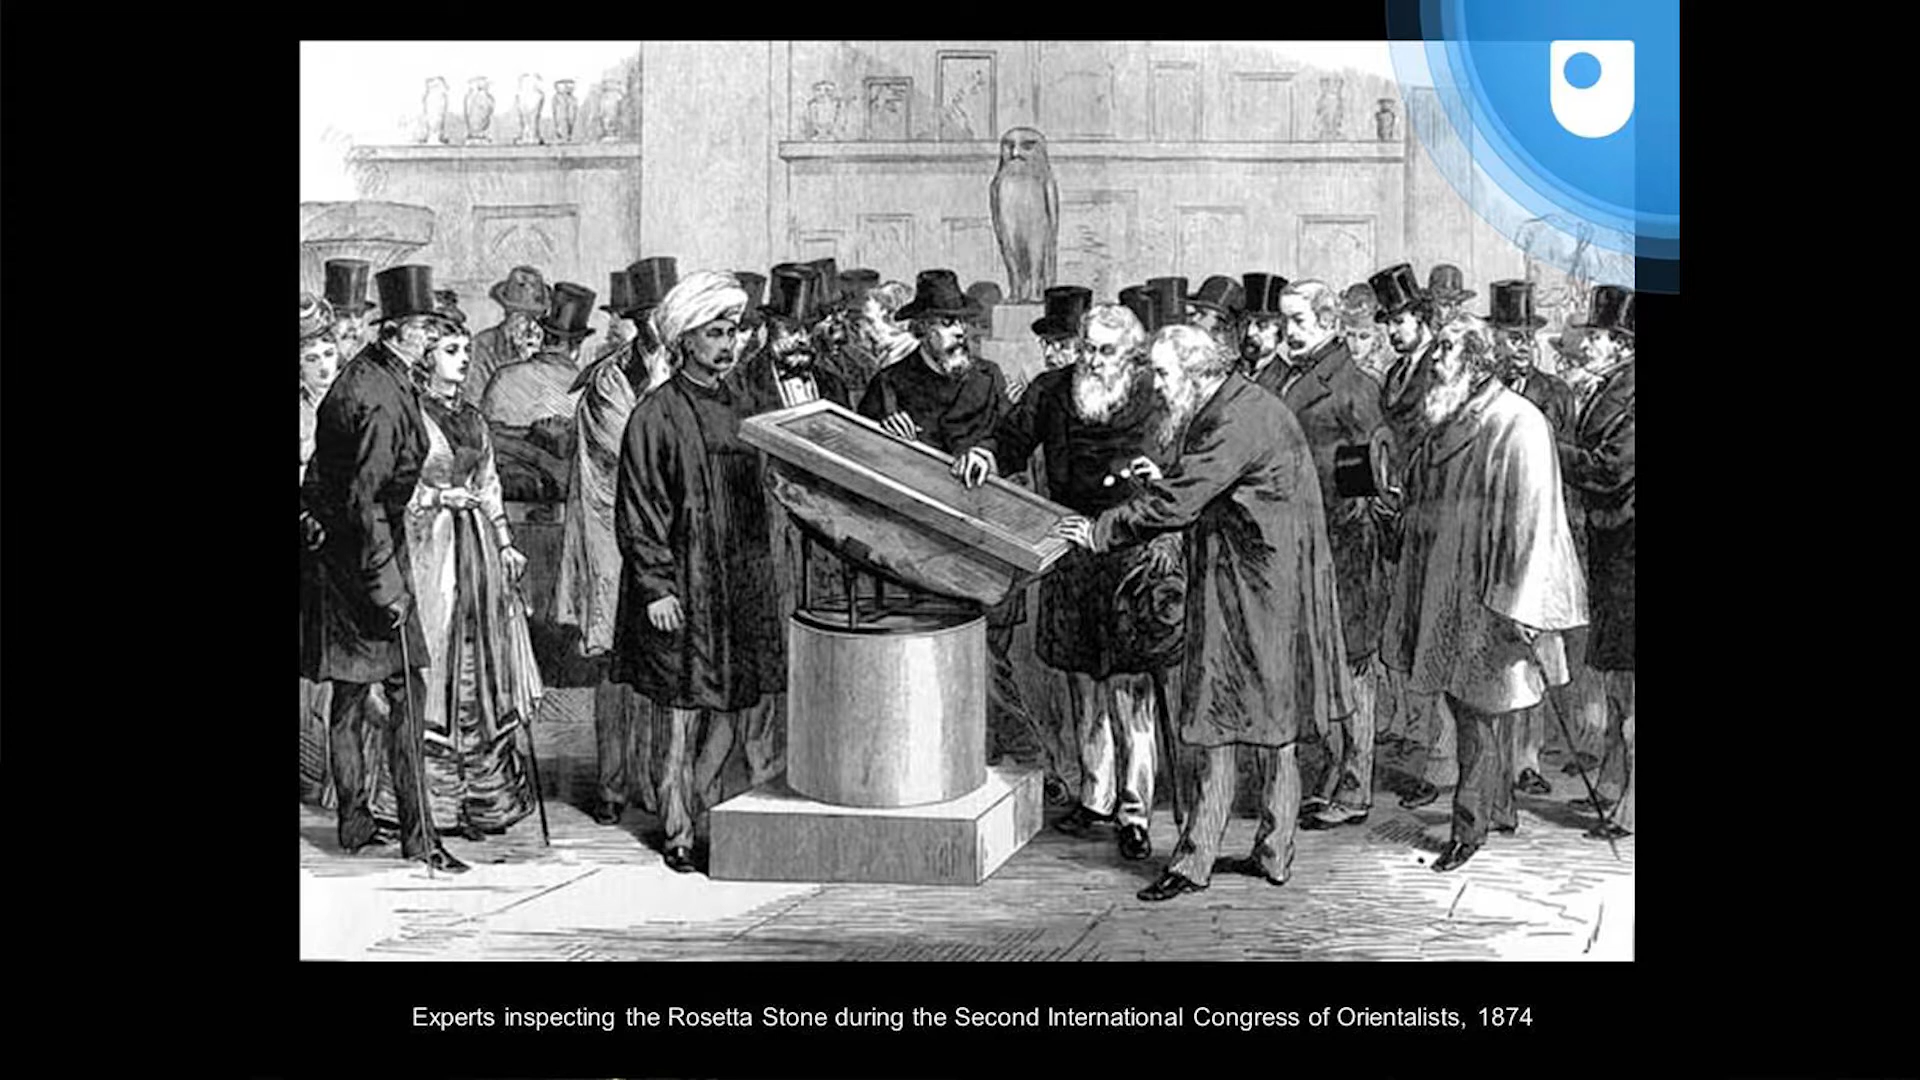 Experts inspecting the Rosetta Stone during the Second International Congress of Orientalists, 1874